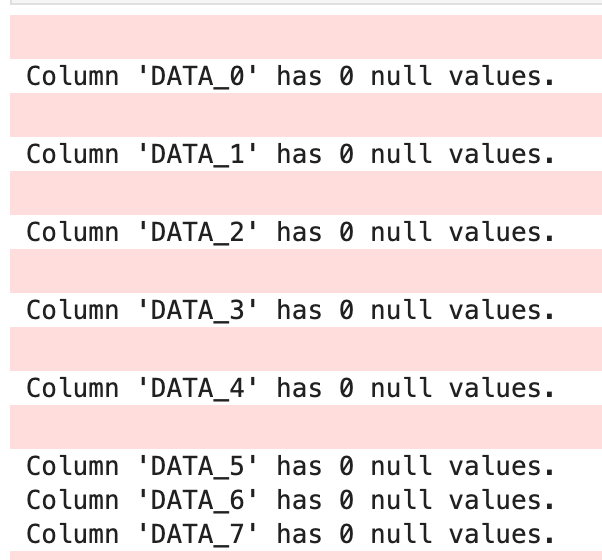 Column 'DATA_0' has 0 null values.
Column 'DATA_1' has 0 null values.
Column 'DATA_2' has 0 null values.
Column 'DATA_3' has 0 null values.
Column 'DATA_4' has 0 null values.
Column 'DATA_5' has 0 null values.
Column 'DATA_6' has 0 null values.
Column 'DATA_7' has 0 null values.